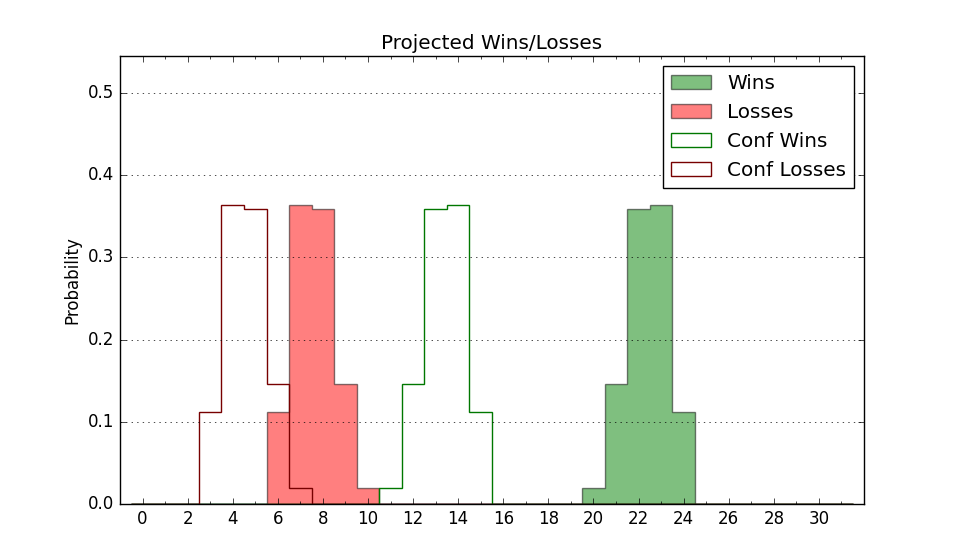 Projected Wins/Losses
Wins
Losses
Conf Wins
Conf Losses
Probability
0.5
0.4
0.3
0.2
0.1
0.0
0 2 4 6 8 10 12 14 16 18 20 22 24 26 28 30